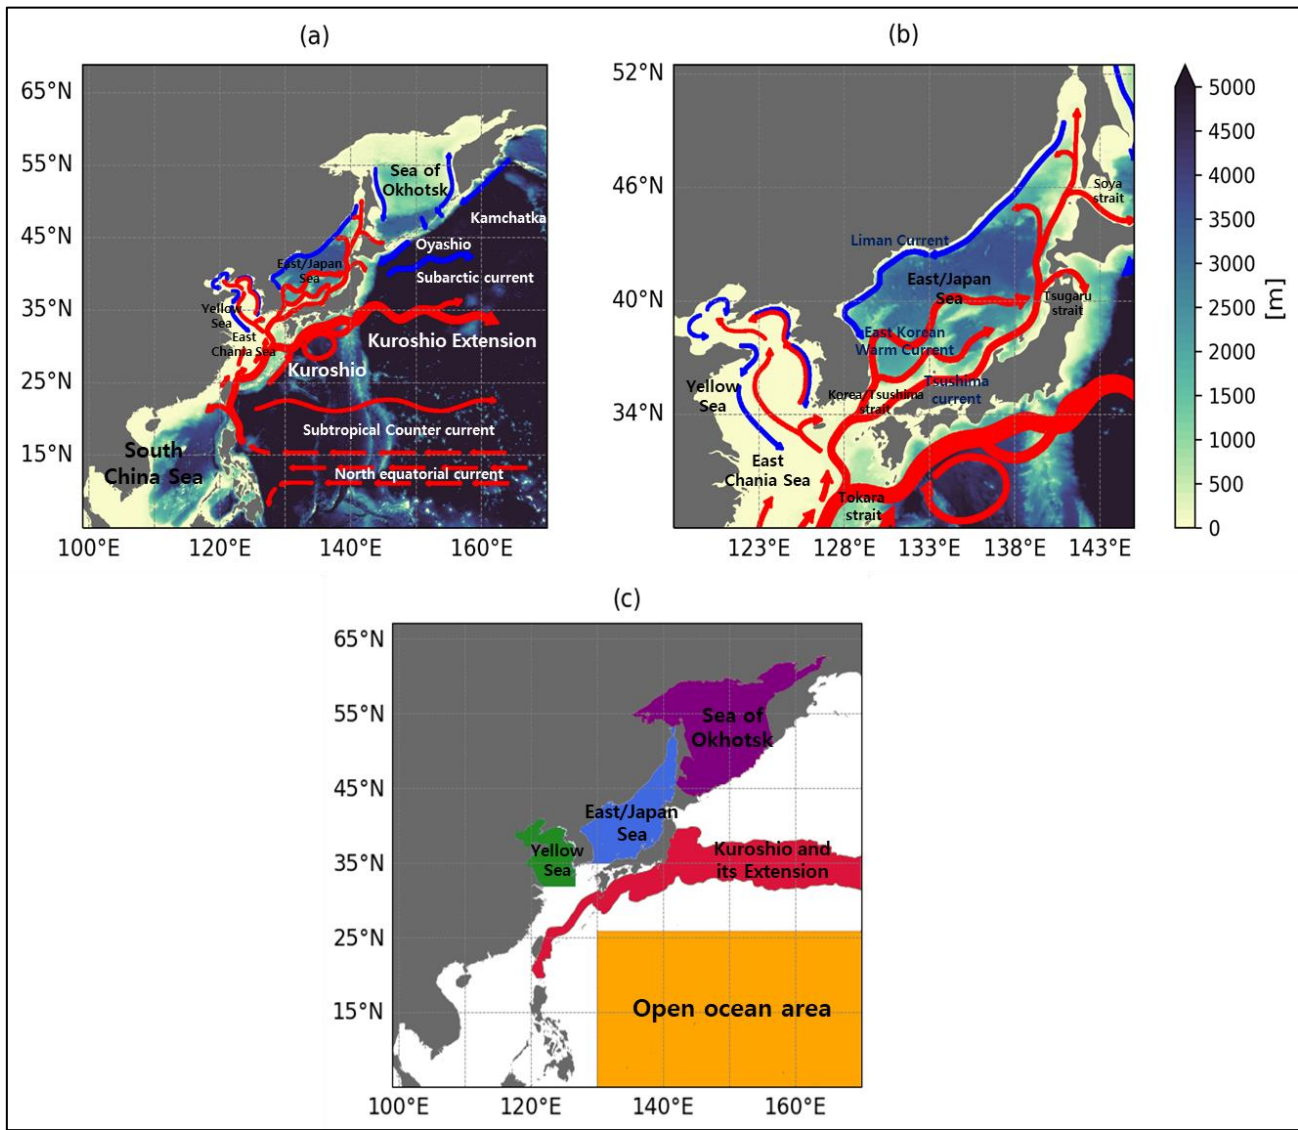 (a)
65°N
55°N
45°N
35°N
25°N
15°N
100°E
120°E
140°E
160°E
Sea of
Okhotsk
Kamchatka
Oyashio
Subarctic current
East/Japan
Sea
Yellow
Sea
East
Chania Sea
Kuroshio Extension
Kuroshio
Subtropical Counter current
South
China Sea
North equatorial current
(b)
52°N
46°N
40°N
34°N
123°E
128°E
133°E
138°E
143°E
Soya
strait
Liman Current
East/Japan
Sea
Tsugaru
strait
East Korean
Warm Current
Yellow
Sea
Korea/Tsushima
strait
Tsushima
current
East
Chania Sea
Tokara
strait
5000
4500
4000
3500
3000
2500
2000
1500
1000
500
0
[m]
(c)
65°N
55°N
45°N
35°N
25°N
15°N
100°E
120°E
140°E
160°E
Sea of
Okhotsk
East/Japan
Sea
Yellow
Sea
Kuroshio and
its Extension
Open ocean area